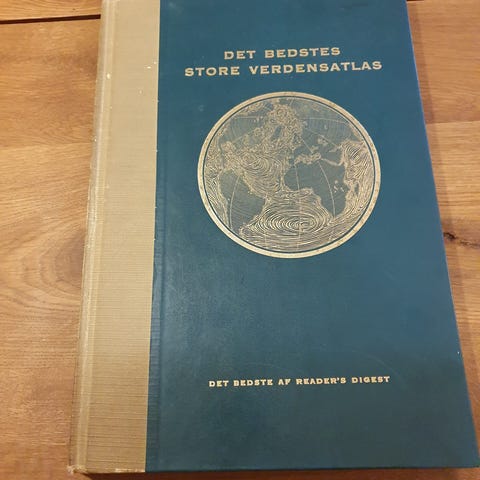 DET BEDSTES
STORE VERDENSATLAS
DET BEDSTE AF READER'S DIGEST